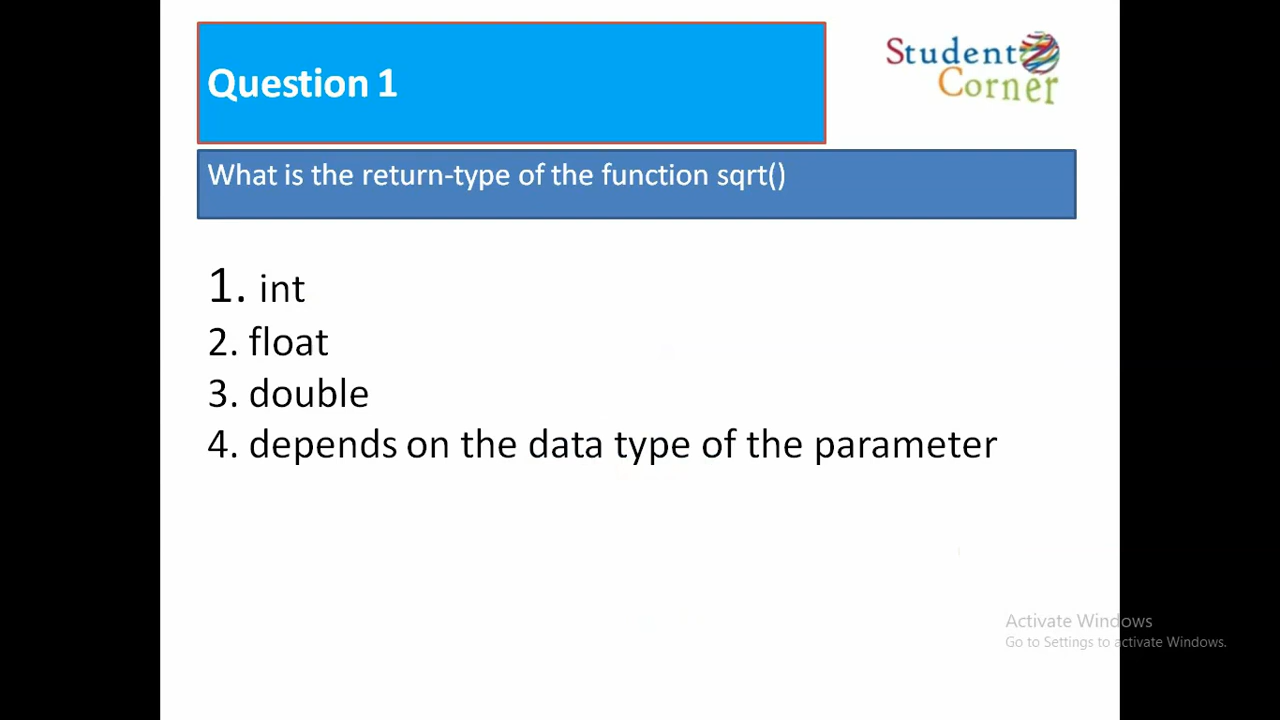 Question 1
Student
Corner
What is the return-type of the function sqrt()
1. int
2. float
3. double
4. depends on the data type of the parameter
Activate Windows
Go to Settings to activate Windows.